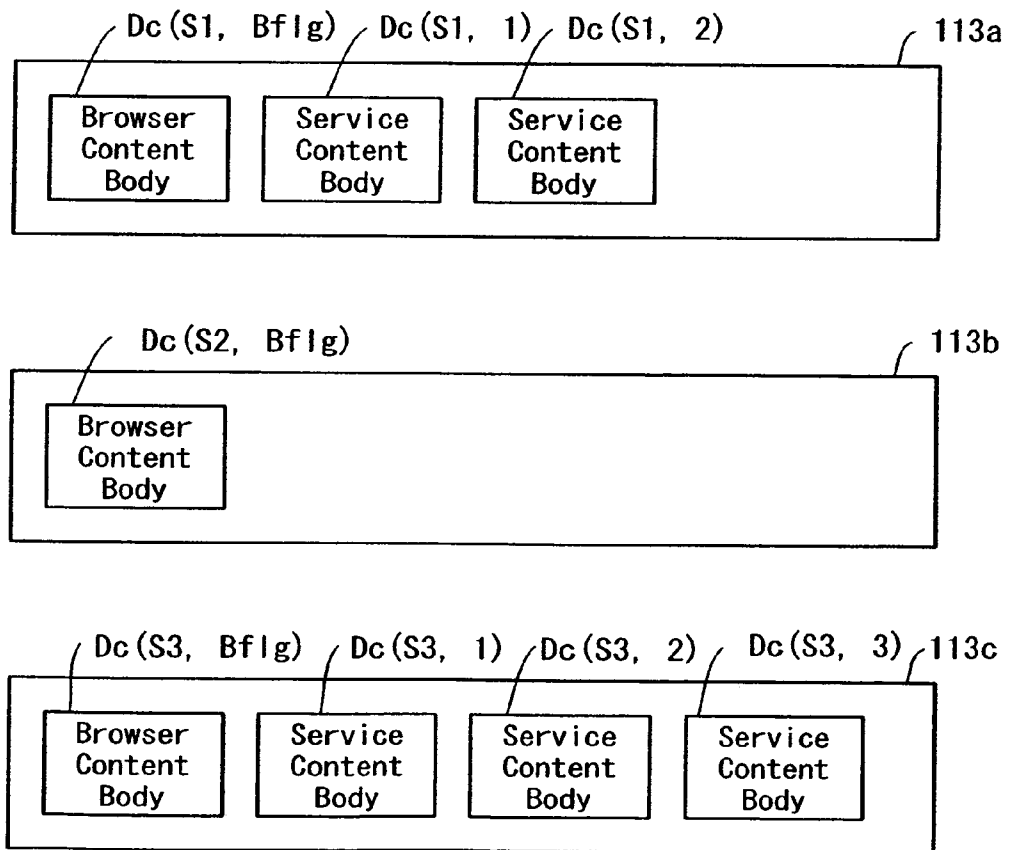 Dc(S1, Bflg) Dc(S1, 1) Dc(S1, 2) 113a
Browser Content Body
Service Content Body
Service Content Body
Dc(S2, Bflg) 113b
Browser Content Body
Dc(S3, Bflg) Dc(S3, 1) Dc(S3, 2) Dc(S3, 3) 113c
Browser Content Body
Service Content Body
Service Content Body
Service Content Body